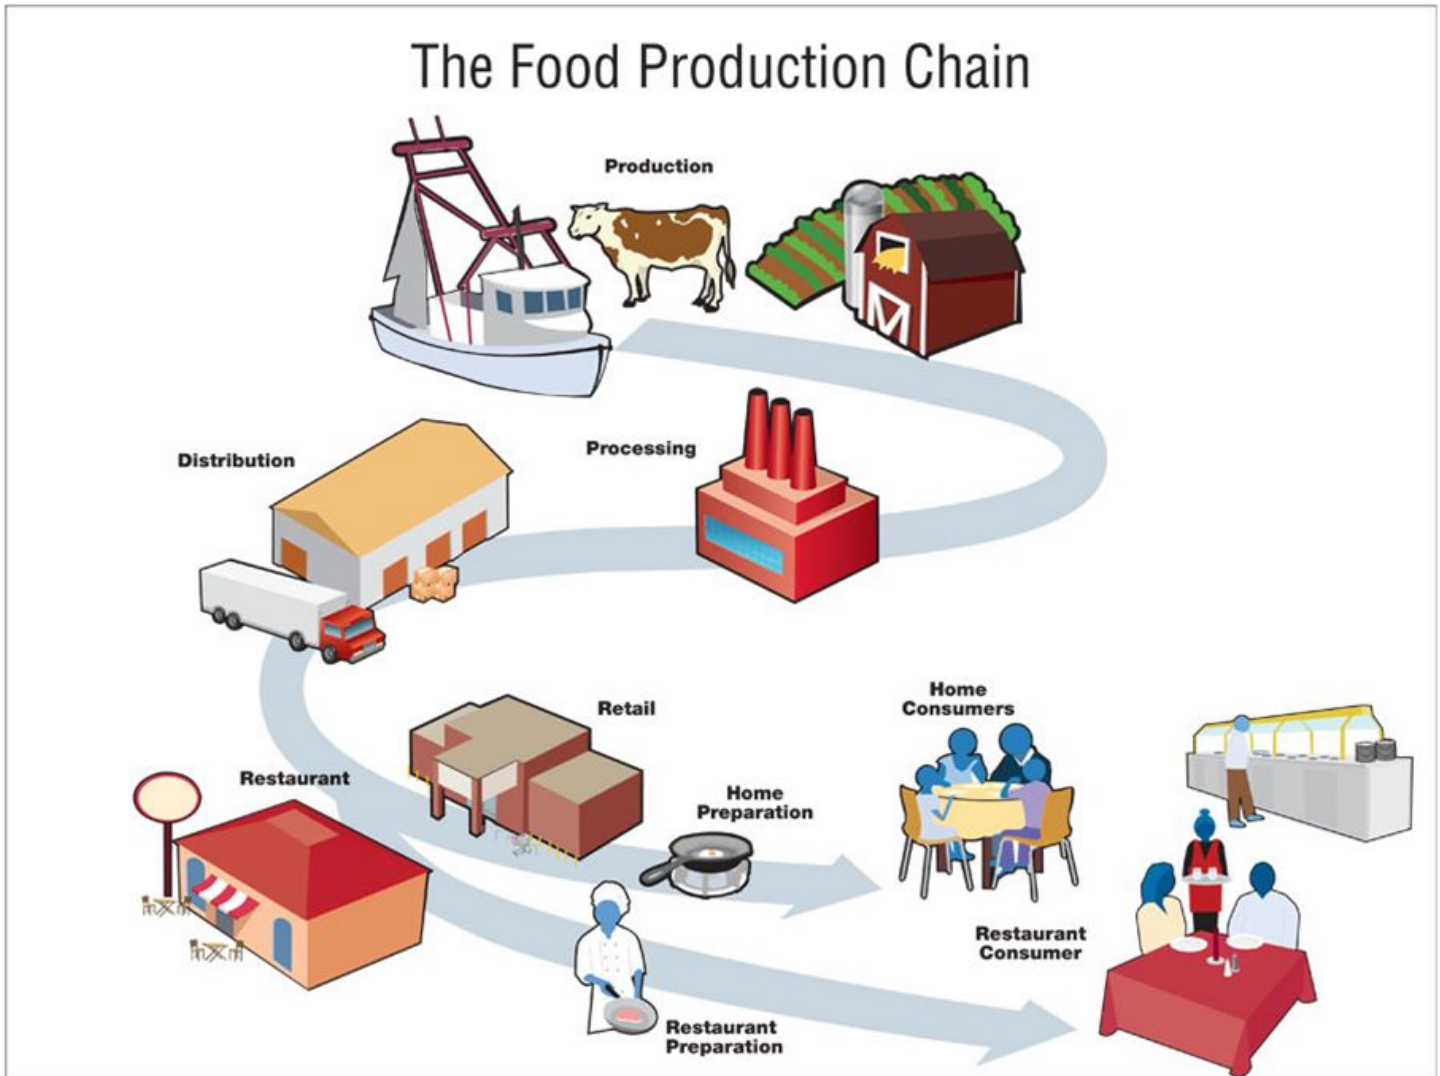 The Food Production Chain
Production
Processing
Distribution
Retail
Restaurant
Home
Preparation
Home
Consumers
Restaurant
Preparation
Restaurant
Consumer